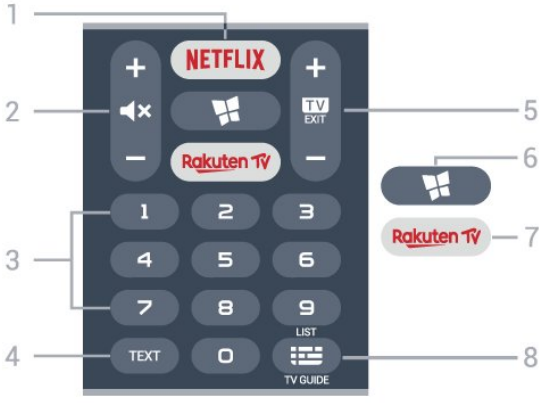 1
NETFLIX
+ +
2
TV
EXIT
5
6
- -
Rakuten TV
1 2 3
Rakuten TV
7
3
4 5 6
7 8 9
LIST
4
TEXT 0
8
TV GUIDE